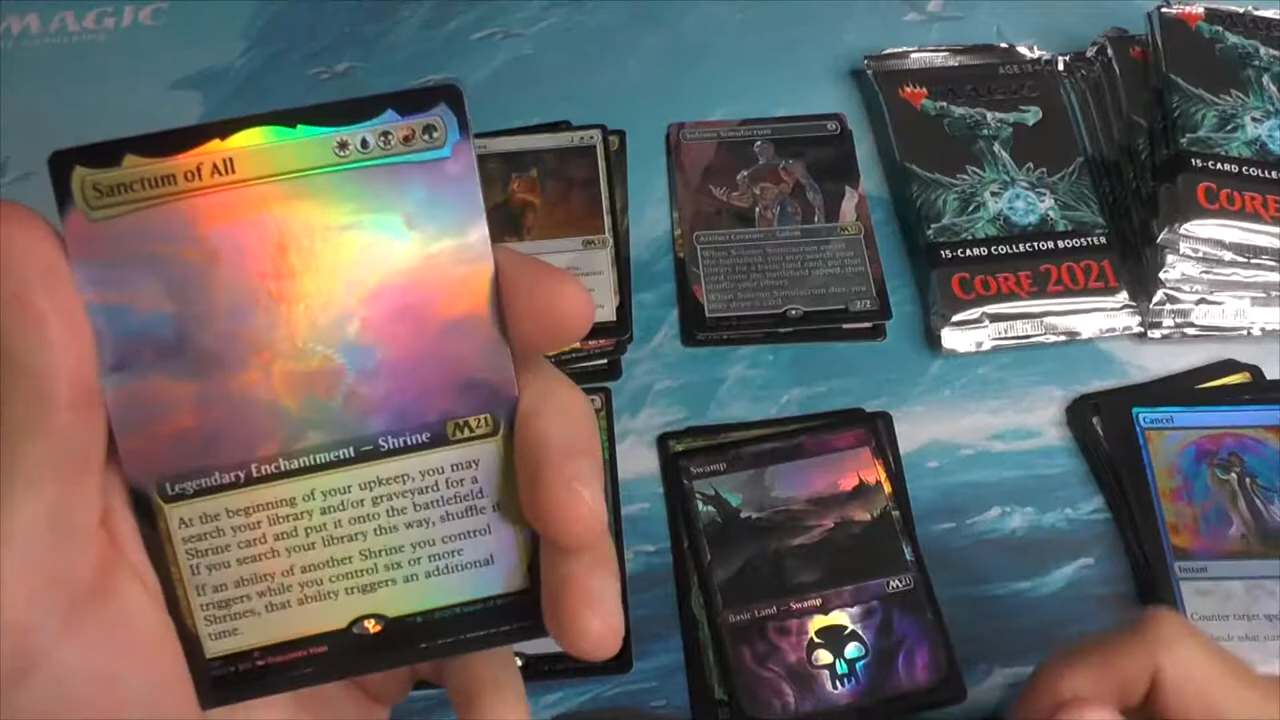 MAGIC
Sanctum of All
Legendary Enchantment — Shrine
M21
At the beginning of your upkeep, you may
search your library and/or graveyard for a
Shrine card and put it onto the battlefield.
If you search your library this way, shuffle it
If an ability of another Shrine you control
triggers while you control six or more
Shrines, that ability triggers an additional
time.
M21
Solemn Simulacrum
Artifact Creature — Golem
M21
When Solemn Simulacrum enters
the battlefield, you may search your
library for a basic land card, put that
card onto the battlefield tapped, then
shuffle your library.
When Solemn Simulacrum dies, you
may draw a card.
2/2
MAGIC
15-CARD COLLECTOR BOOSTER
CORE 2021
15-CARD COLLE
CORE
Swamp
Basic Land — Swamp
M21
Cancel
Instant
Counter target spe